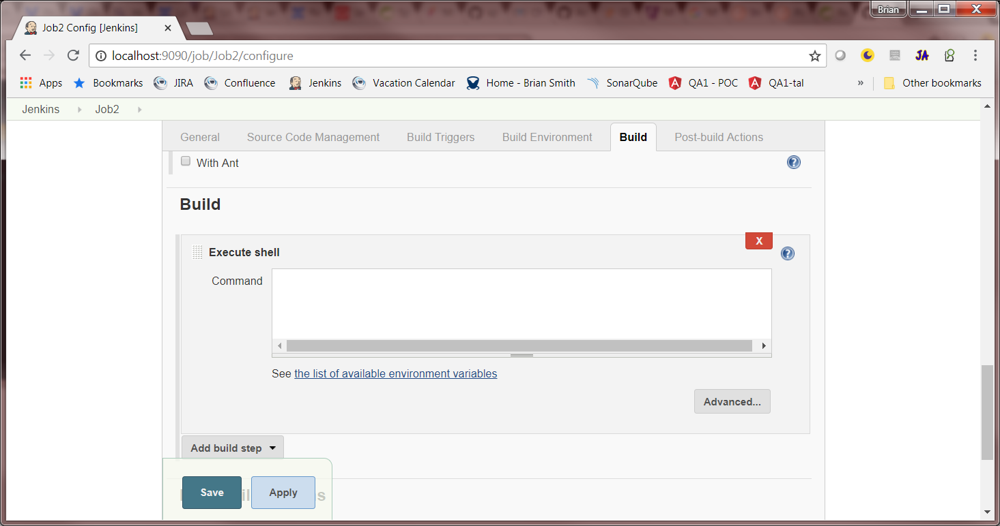 Brian
Job2 Config [Jenkins]
localhost:9090/job/Job2/configure
JA
Apps Bookmarks JIRA Confluence Jenkins Vacation Calendar Home - Brian Smith SonarQube QA1 - POC QA1-tal » Other bookmarks
Jenkins Job2
General Source Code Management Build Triggers Build Environment Build Post-build Actions
With Ant
Build
X
Execute shell
Command
See the list of available environment variables
Advanced...
Add build step
Save Apply